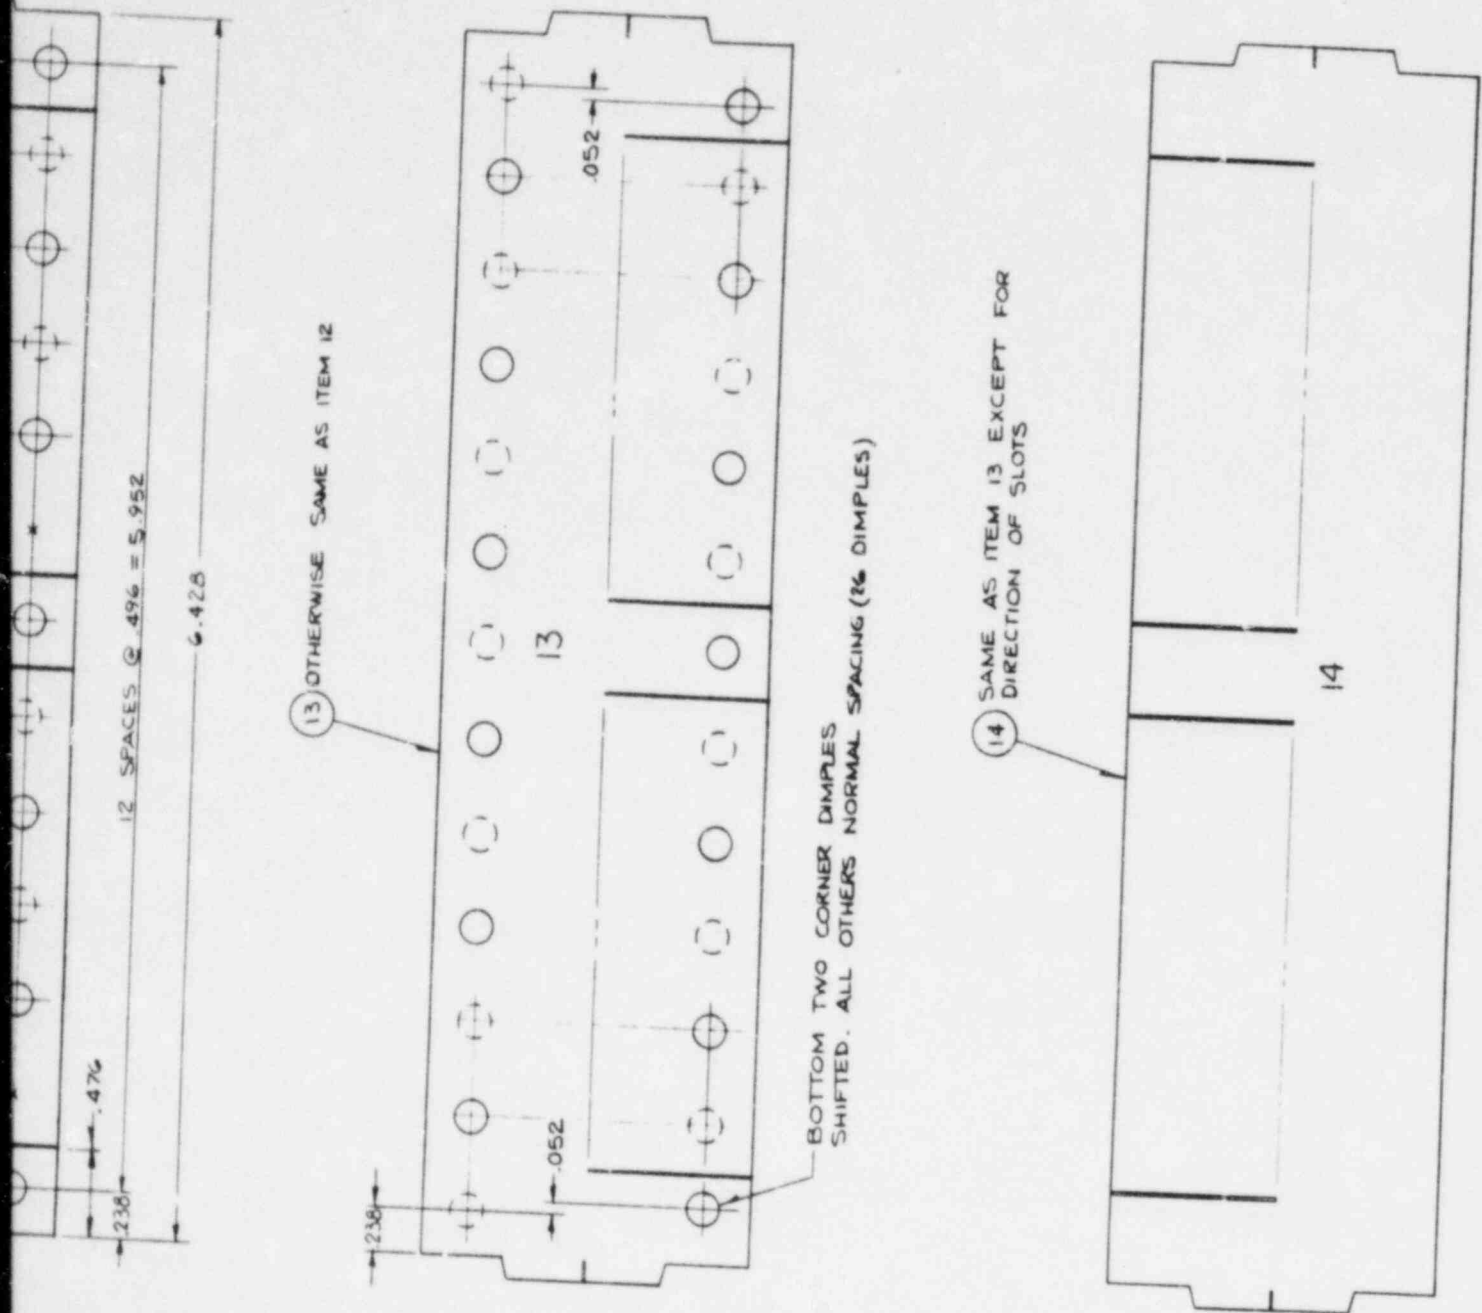 .238
.476
12 SPACES @ .496 = 5.952
6.428
13 OTHERWISE SAME AS ITEM 12
.238
.052
.052
13
BOTTOM TWO CORNER DIMPLES
SHIFTED. ALL OTHERS NORMAL SPACING (26 DIMPLES)
14 SAME AS ITEM 13 EXCEPT FOR
DIRECTION OF SLOTS
14